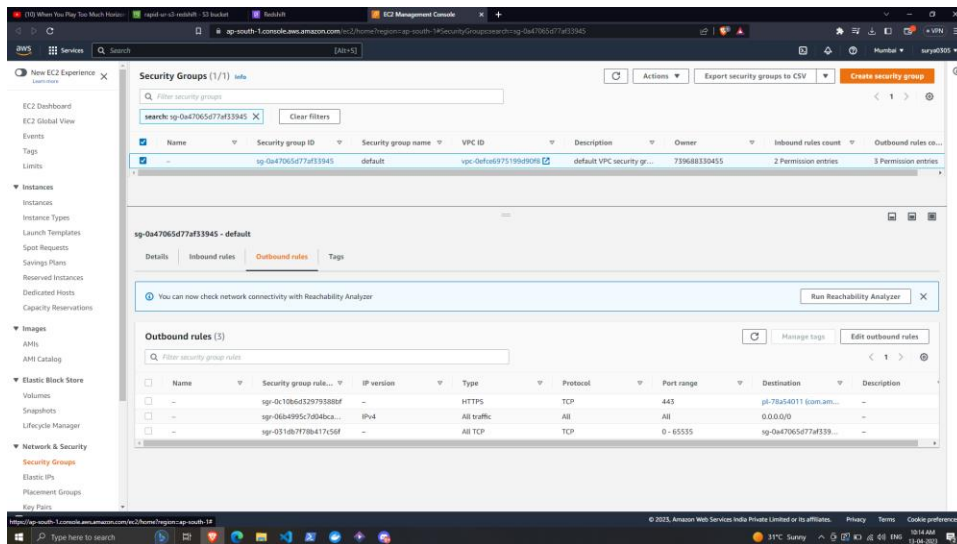 (10) When You Play Too Much Horizo
rapid-ur-s3-redshift - S3 bucket
Redshift
EC2 Management Console
ap-south-1.console.aws.amazon.com/ec2/home?region=ap-south-1#SecurityGroups:search=sg-0a47065d77af33945
VPN
aws
Services
Search
[Alt+S]
Mumbai
surya0305
New EC2 Experience
Learn more
EC2 Dashboard
EC2 Global View
Events
Tags
Limits
Instances
Instances
Instance Types
Launch Templates
Spot Requests
Savings Plans
Reserved Instances
Dedicated Hosts
Capacity Reservations
Images
AMIs
AMI Catalog
Elastic Block Store
Volumes
Snapshots
Lifecycle Manager
Network & Security
Security Groups
Elastic IPs
Placement Groups
Key Pairs
Security Groups (1/1) Info
Actions
Export security groups to CSV
Create security group
Filter security groups
1
search: sg-0a47065d77af33945
Clear filters
Name Security group ID Security group name VPC ID Description Owner Inbound rules count Outbound rules co...
– sg-0a47065d77af33945 default vpc-0efce6975199d90f8 default VPC security gr... 739688330455 2 Permission entries 3 Permission entries
sg-0a47065d77af33945 - default
Details Inbound rules Outbound rules Tags
You can now check network connectivity with Reachability Analyzer
Run Reachability Analyzer
Outbound rules (3)
Manage tags
Edit outbound rules
Filter security group rules
1
Name Security group rule... IP version Type Protocol Port range Destination Description
– sgr-0c10b6d32979388bf – HTTPS TCP 443 pl-78a54011 (com.am... –
– sgr-06b4995c7d04bca... IPv4 All traffic All All 0.0.0.0/0 –
– sgr-031db7f78b417c56f – All TCP TCP 0 - 65535 sg-0a47065d77af339... –
https://ap-south-1.console.aws.amazon.com/ec2/home?region=ap-south-1#
© 2023, Amazon Web Services India Private Limited or its affiliates. Privacy Terms Cookie preference
Type here to search
31°C Sunny
ENG
10:14 AM
13-04-2023